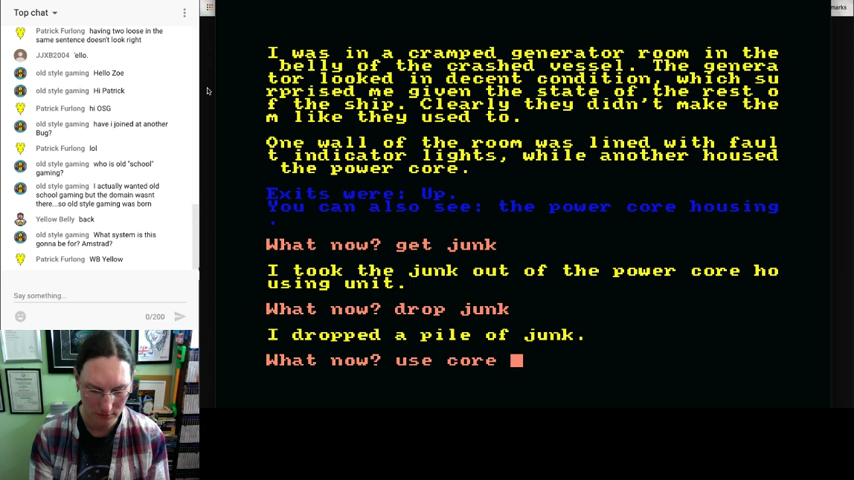 Top chat
Patrick Furlong having two loose in the
same sentence doesn't look right
JJXB2004 'ello.
old style gaming Hello Zoe
old style gaming Hi Patrick
Patrick Furlong hi OSG
old style gaming have i joined at another
Bug?
Patrick Furlong lol
old style gaming who is old "school"
gaming?
old style gaming I actually wanted old
school gaming but the domain wasnt
there...so old style gaming was born
Yellow Belly back
old style gaming What system is this
gonna be for? Amstrad?
Patrick Furlong WB Yellow
Say something...
0/200
marks
I was in a cramped generator room in the
belly of the crashed vessel. The genera
tor looked in decent condition, which su
rprised me given the state of the rest o
f the ship. Clearly they didn't make the
m like they used to.
One wall of the room was lined with faul
t indicator lights, while another housed
the power core.
Exits were: Up.
You can also see: the power core housing
.
What now? get junk
I took the junk out of the power core ho
using unit.
What now? drop junk
I dropped a pile of junk.
What now? use core